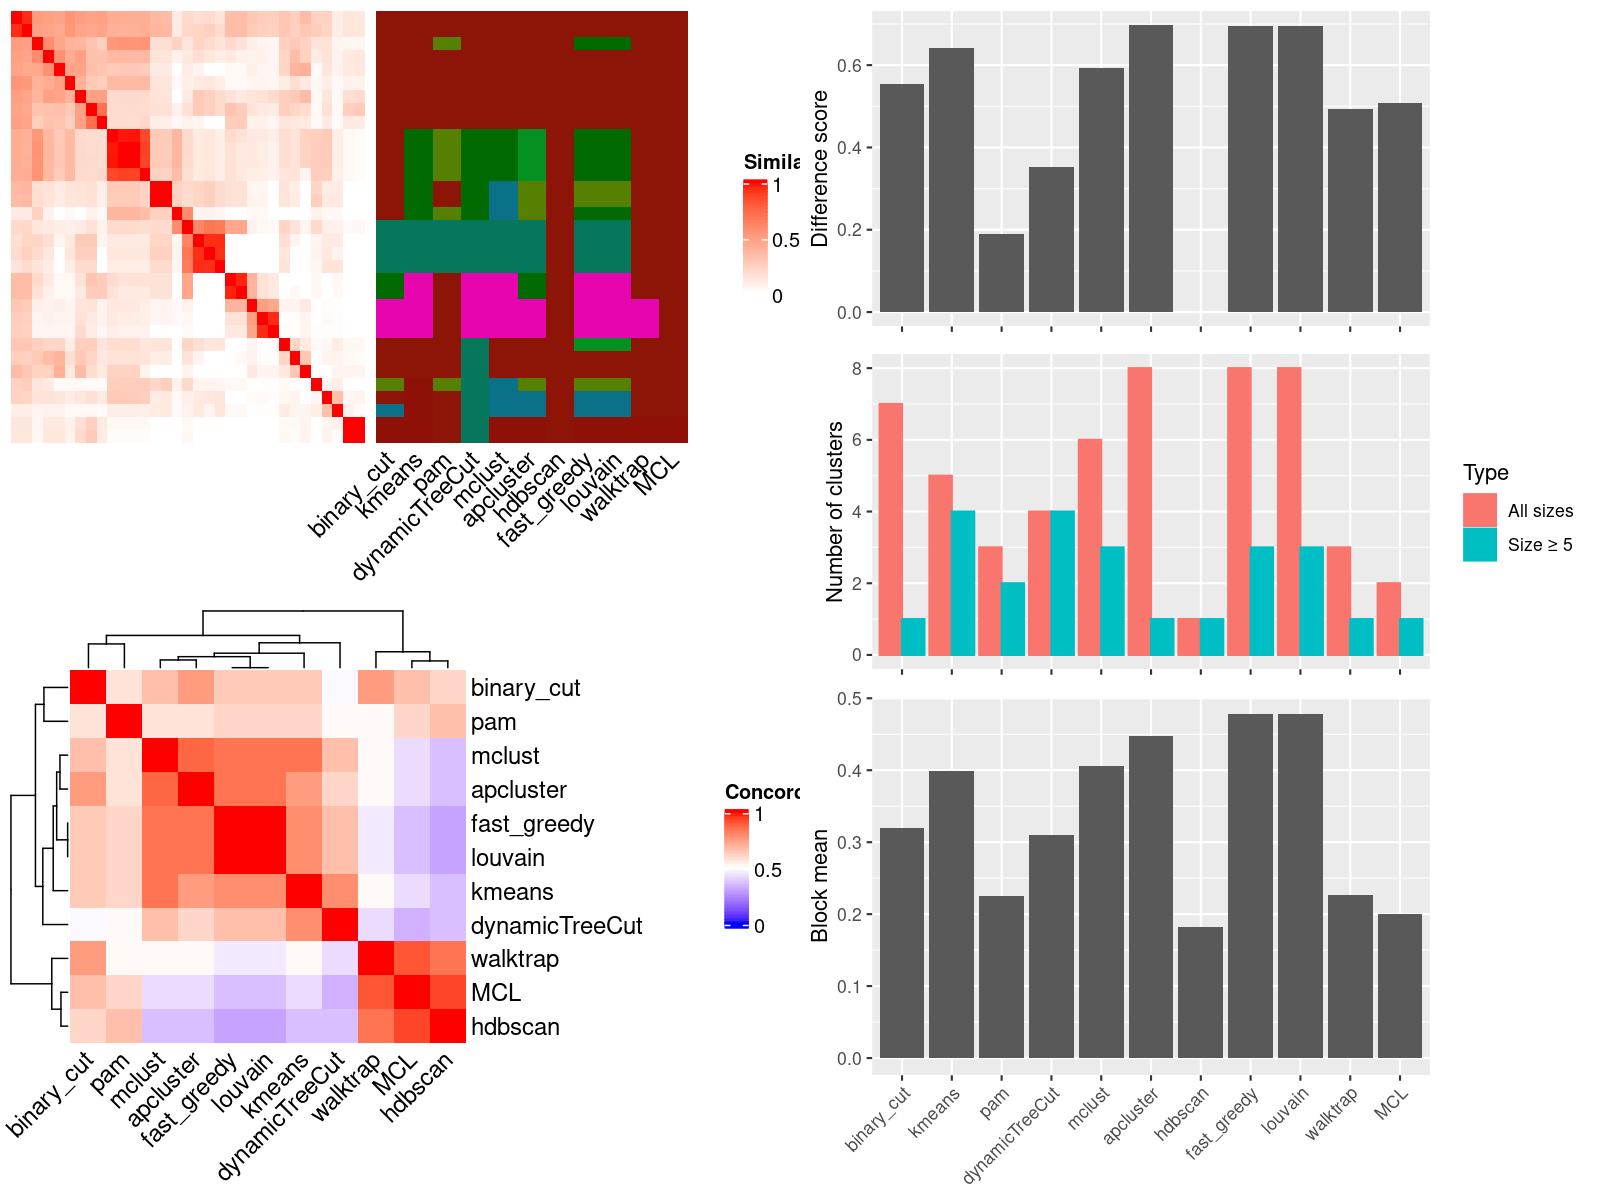 Simila
1
0.5
0
binary_cut
kmeans
pam
dynamicTreeCut
mclust
apcluster
hdbscan
fast_greedy
louvain
walktrap
MCL
Difference score
0.6
0.4
0.2
0.0
Number of clusters
8
6
4
2
0
Type
All sizes
Size ≥ 5
binary_cut
pam
mclust
apcluster
fast_greedy
louvain
kmeans
dynamicTreeCut
walktrap
MCL
hdbscan
binary_cut
pam
mclust
apcluster
fast_greedy
louvain
kmeans
dynamicTreeCut
walktrap
MCL
hdbscan
Concord
1
0.5
0
Block mean
0.5
0.4
0.3
0.2
0.1
0.0
binary_cut
kmeans
pam
dynamicTreeCut
mclust
apcluster
hdbscan
fast_greedy
louvain
walktrap
MCL